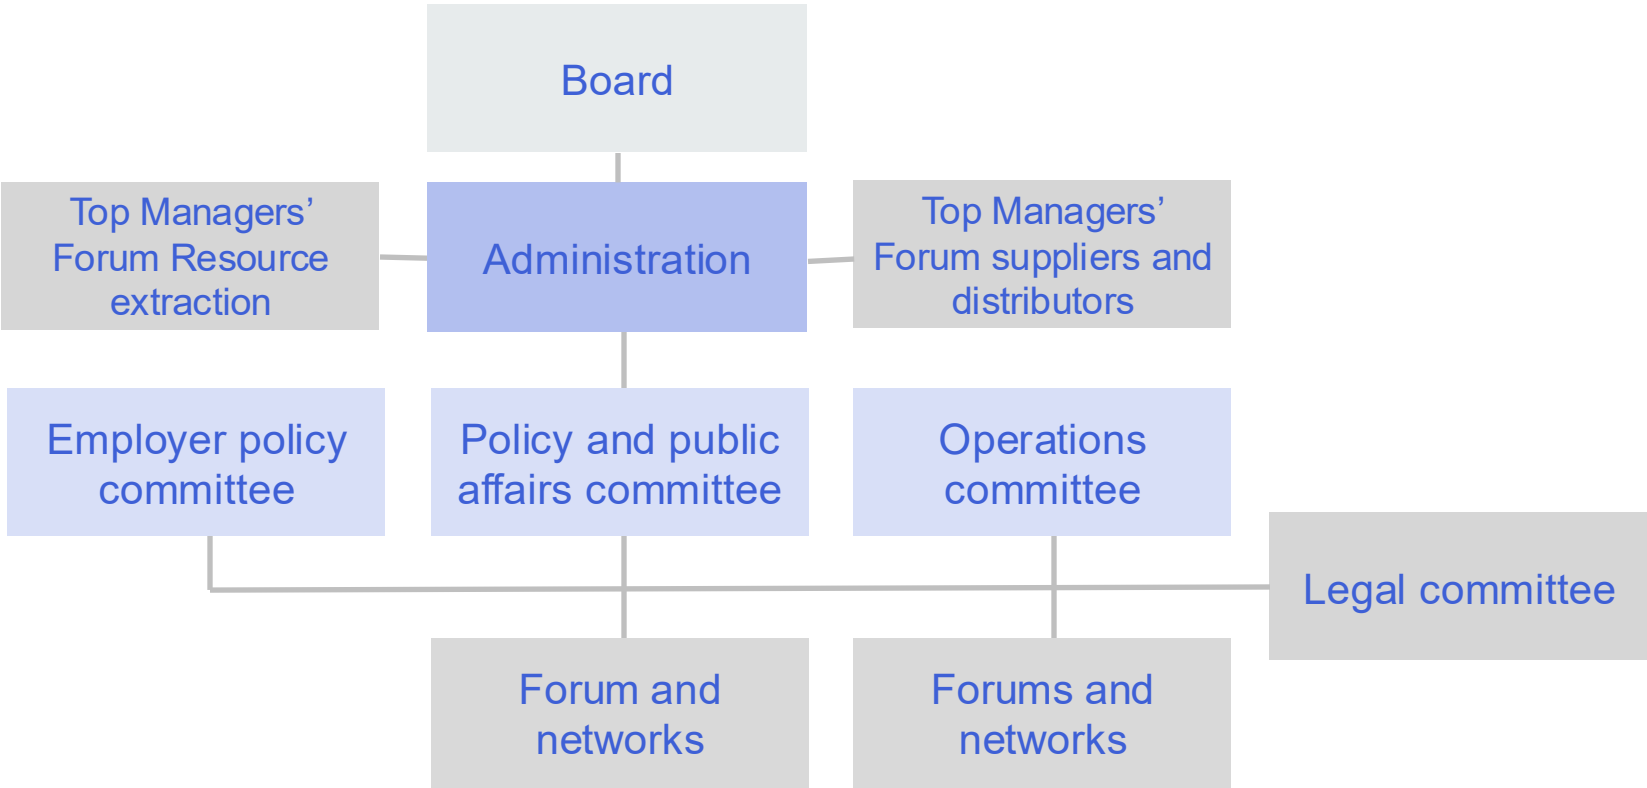 Board
Top Managers’
Forum Resource
extraction
Administration
Top Managers’
Forum suppliers and
distributors
Employer policy
committee
Policy and public
affairs committee
Operations
committee
Legal committee
Forum and
networks
Forums and
networks